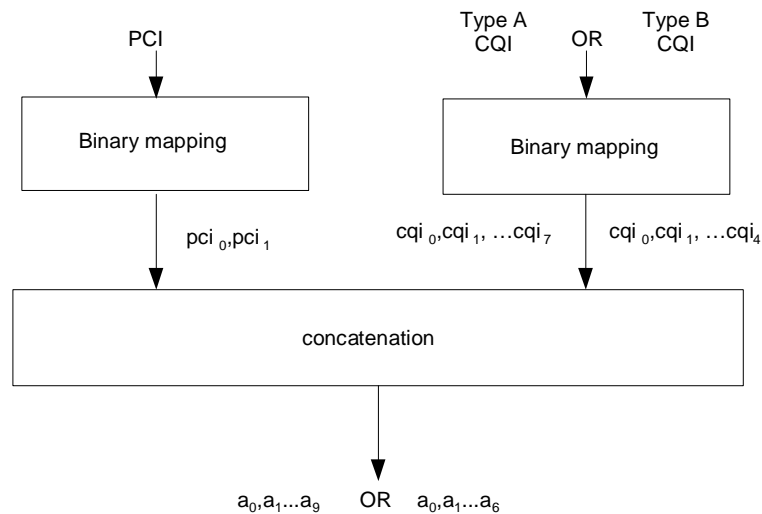 PCI
Type A CQI OR Type B CQI
Binary mapping
Binary mapping
pci₀,pci₁
cqi₀,cqi₁, …cqi₇
cqi₀,cqi₁, …cqi₄
concatenation
a₀,a₁...a₉ OR a₀,a₁...a₆